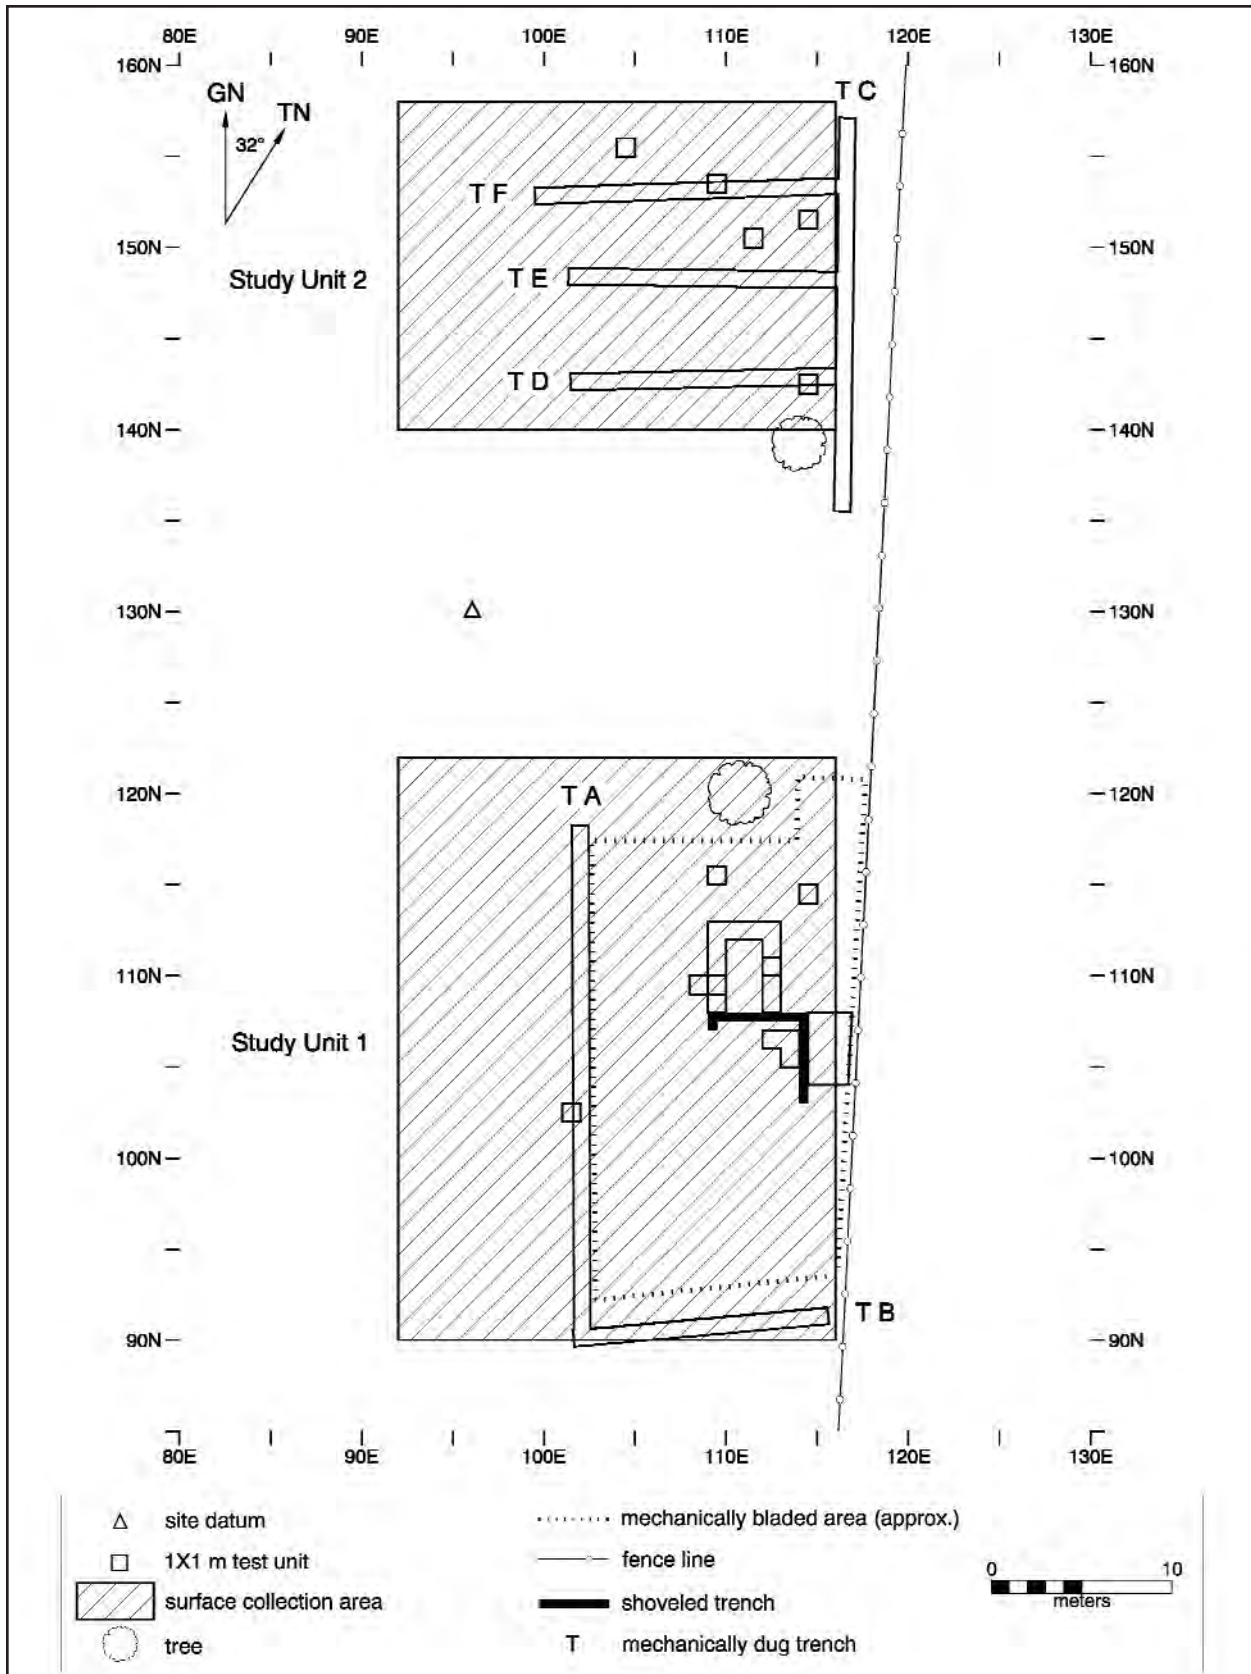 80E 90E 100E 110E 120E 130E
160N 160N
T C
GN TN
32°
T F
150N 150N
Study Unit 2
T E
T D
140N 140N
130N 130N
120N 120N
T A
110N 110N
Study Unit 1
100N 100N
T B
90N 90N
80E 90E 100E 110E 120E 130E
site datum
1X1 m test unit
surface collection area
tree
mechanically bladed area (approx.)
fence line
shoveled trench
T mechanically dug trench
0 10
meters